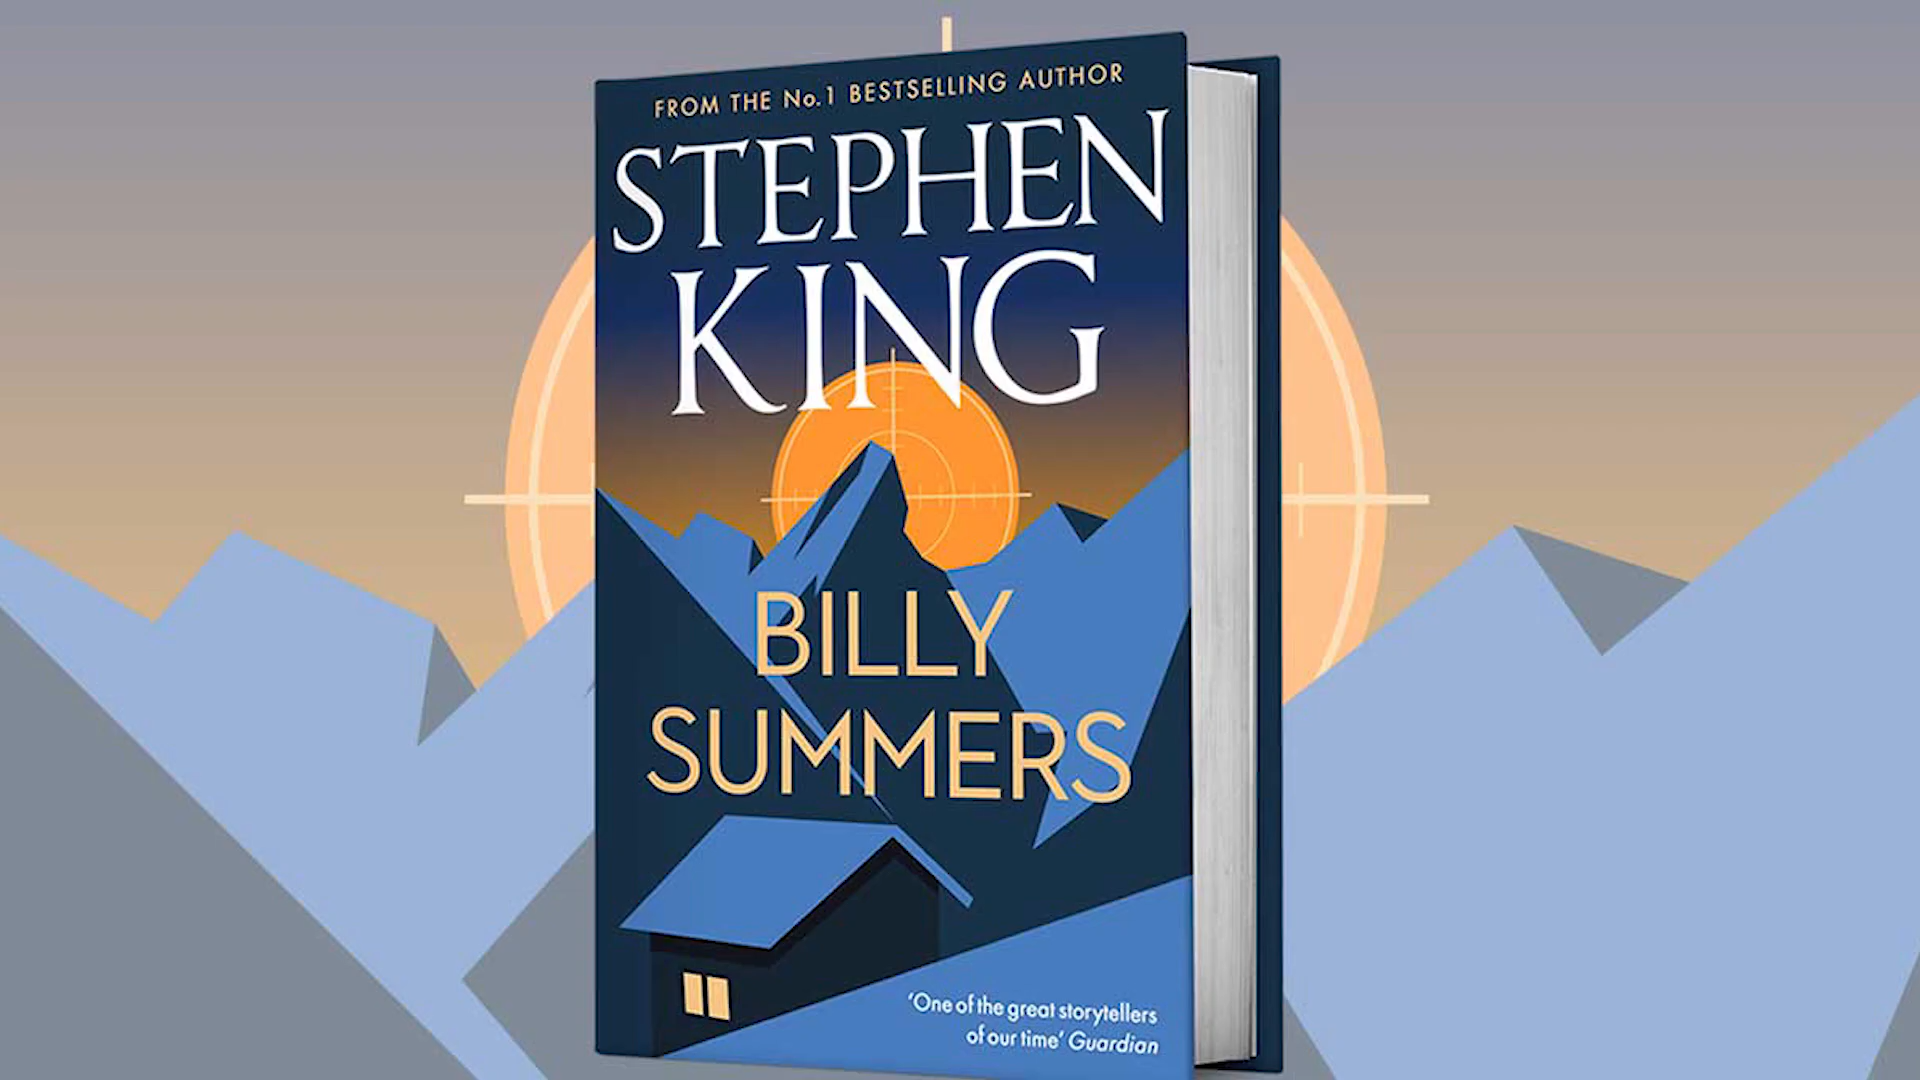 FROM THE No.1 BESTSELLING AUTHOR
STEPHEN
KING
BILLY
SUMMERS
‘One of the great storytellers
of our time’ Guardian